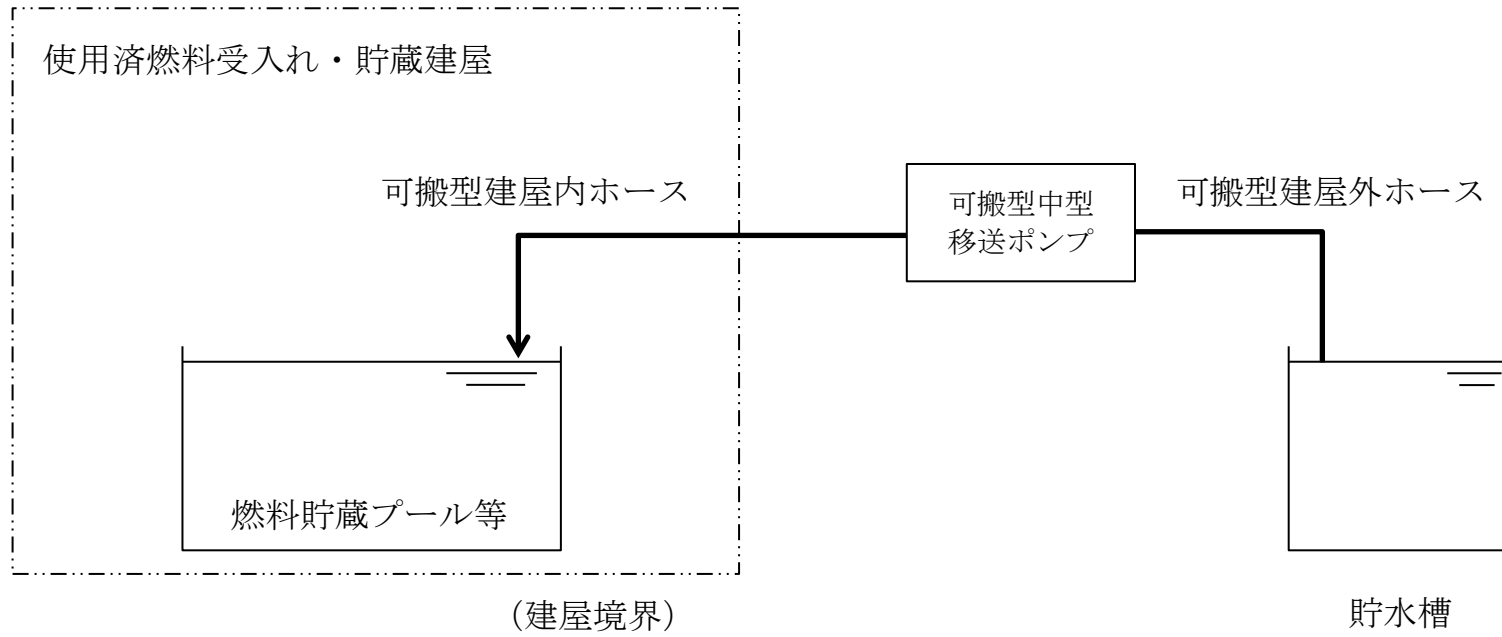 使用済燃料受入れ・貯蔵建屋
可搬型建屋内ホース
可搬型中型
移送ポンプ
可搬型建屋外ホース
燃料貯蔵プール等
(建屋境界)
貯水槽